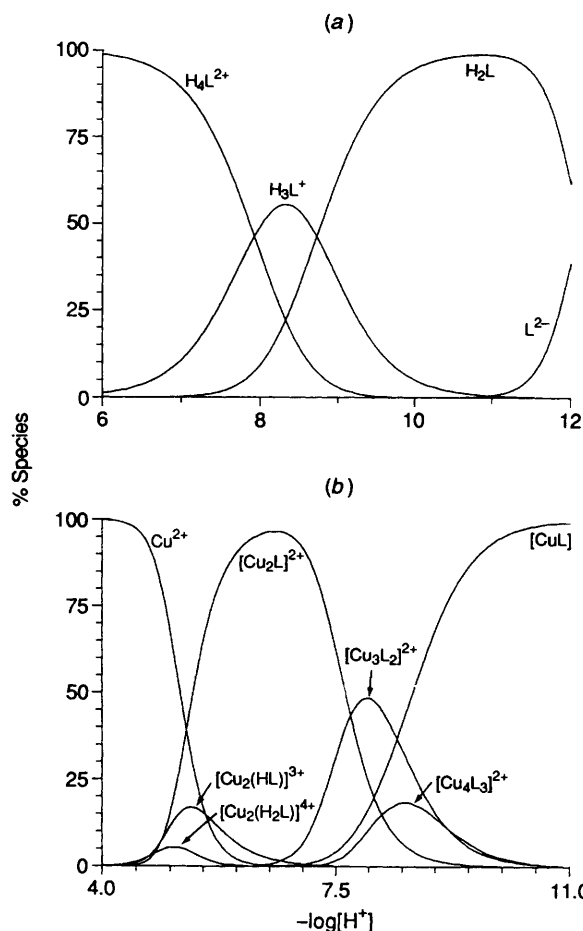 (a)
100
75
50
25
0
H₄L²⁺
H₃L⁺
H₂L
L²⁻
6
8
10
12
% Species
(b)
100
75
50
25
0
Cu²⁺
[Cu₂L]²⁺
[CuL]
[Cu₃L₂]²⁺
[Cu₂(HL)]³⁺
[Cu₄L₃]²⁺
[Cu₂(H₂L)]⁴⁺
4.0
7.5
11.0
–log[H⁺]